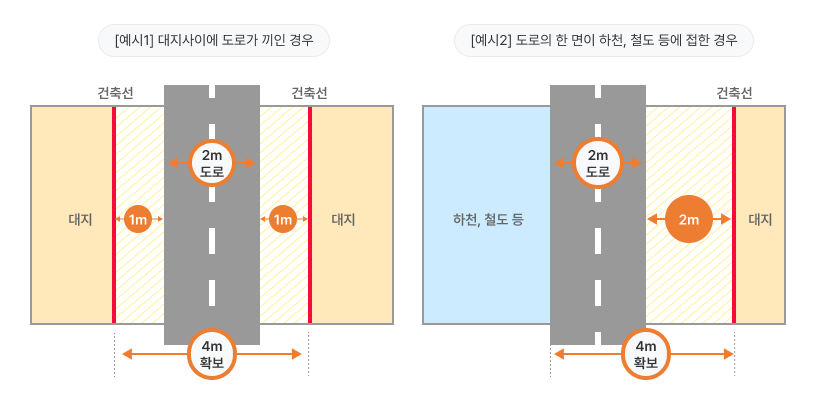 [예시1] 대지사이에 도로가 끼인 경우
[예시2] 도로의 한 면이 하천, 철도 등에 접한 경우
건축선
건축선
건축선
2m
도로
2m
도로
대지
1m
1m
대지
하천, 철도 등
2m
대지
4m
확보
4m
확보